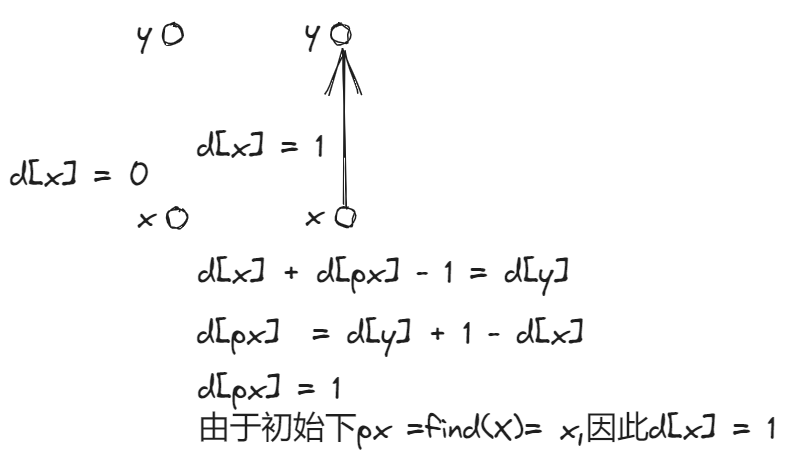 y y
d[x] = 1
d[x] = 0
x x
d[x] + d[px] - 1 = d[y]
d[px] = d[y] + 1 - d[x]
d[px] = 1
由于初始下px =find(x)= x,因此d[x] = 1